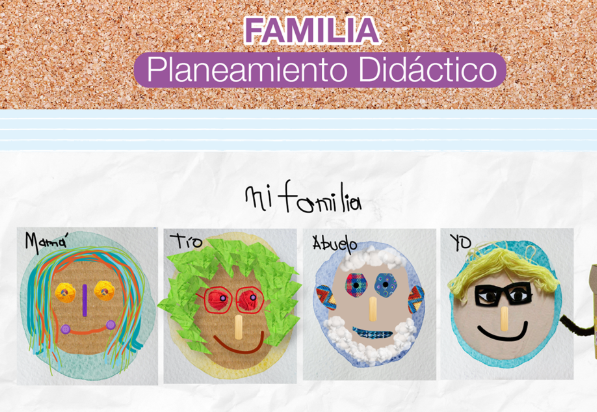 FAMILIA
Planeamiento Didáctico
Mi familia
Mamá
Tío
Abuelo
YO